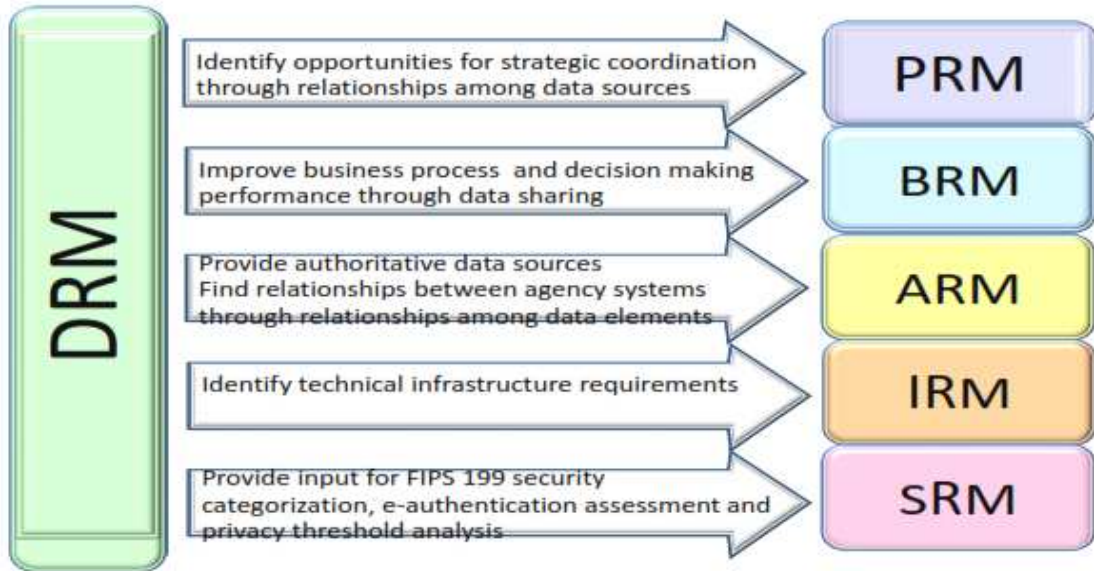 DRM
Identify opportunities for strategic coordination
through relationships among data sources
PRM
Improve business process and decision making
performance through data sharing
BRM
Provide authoritative data sources
Find relationships between agency systems
through relationships among data elements
ARM
Identify technical infrastructure requirements
IRM
Provide input for FIPS 199 security
categorization, e-authentication assessment and
privacy threshold analysis
SRM